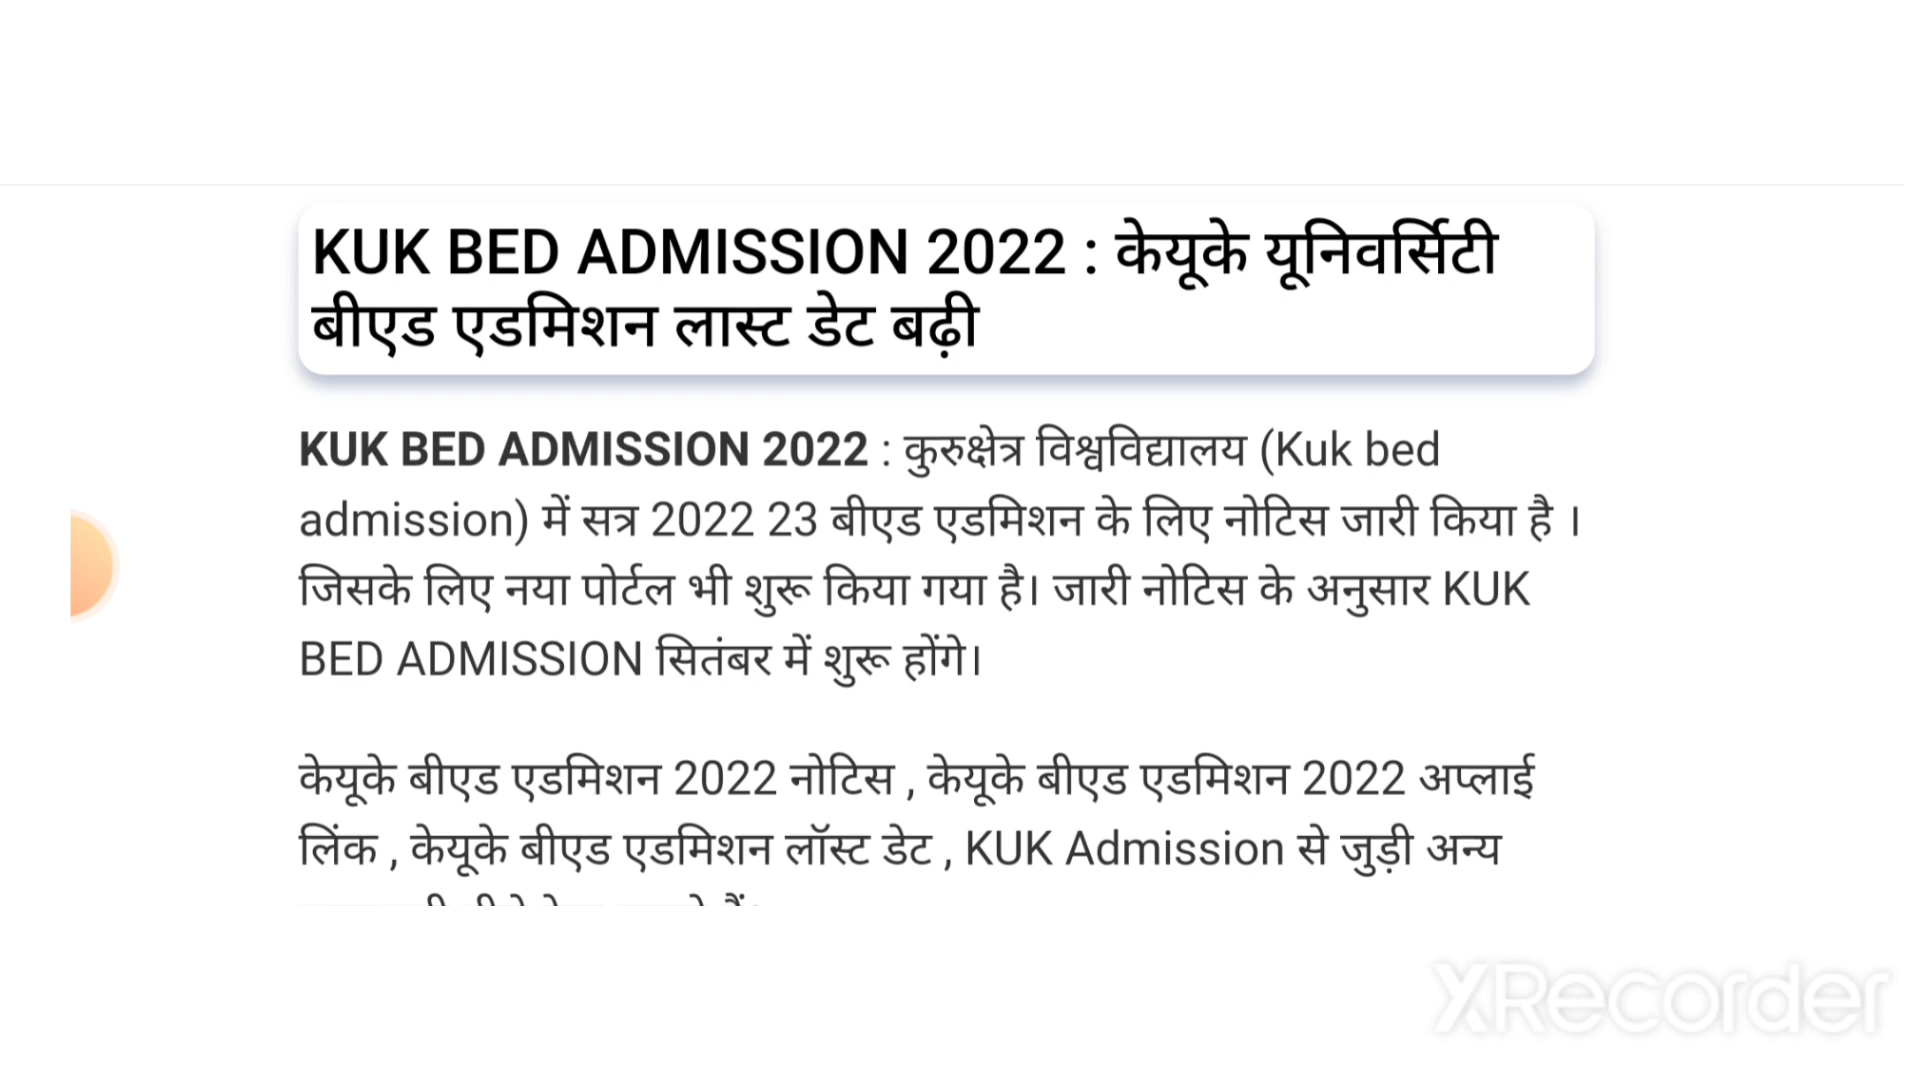 KUK BED ADMISSION 2022 : केयूके यूनिवर्सिटी
बीएड एडमिशन लास्ट डेट बढ़ी
KUK BED ADMISSION 2022 : कुरुक्षेत्र विश्वविद्यालय (Kuk bed
admission) में सत्र 2022 23 बीएड एडमिशन के लिए नोटिस जारी किया है ।
जिसके लिए नया पोर्टल भी शुरू किया गया है। जारी नोटिस के अनुसार KUK
BED ADMISSION सितंबर में शुरू होंगे।
केयूके बीएड एडमिशन 2022 नोटिस , केयूके बीएड एडमिशन 2022 अप्लाई
लिंक , केयूके बीएड एडमिशन लॉस्ट डेट , KUK Admission से जुड़ी अन्य
XRecorder